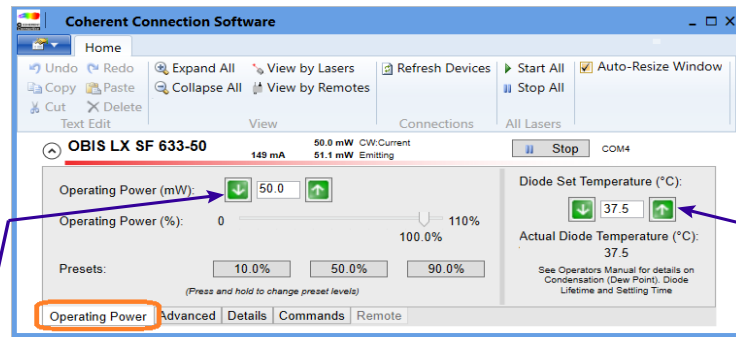 Coherent Connection Software
Home
Undo Redo Expand All View by Lasers Refresh Devices Start All Auto-Resize Window
Copy Paste Collapse All View by Remotes Stop All
Cut Delete
Text Edit View Connections All Lasers
OBIS LX SF 633-50 149 mA 50.0 mW CW:Current Stop COM4
51.1 mW Emitting
Operating Power (mW): 50.0
Operating Power (%): 0 110%
100.0%
Presets: 10.0% 50.0% 90.0%
(Press and hold to change preset levels)
Diode Set Temperature (°C):
37.5
Actual Diode Temperature (°C):
37.5
See Operators Manual for details on
Condensation (Dew Point). Diode
Lifetime and Settling Time
Operating Power Advanced Details Commands Remote